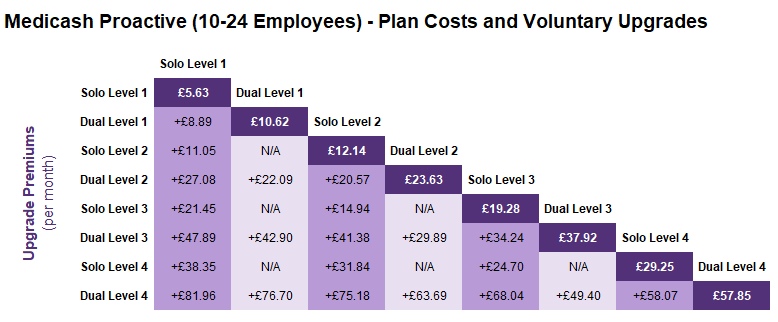 Medicash Proactive (10-24 Employees) - Plan Costs and Voluntary Upgrades
Solo Level 1
Solo Level 1 £5.63 Dual Level 1
Dual Level 1 +£8.89 £10.62 Solo Level 2
Solo Level 2 +£11.05 N/A £12.14 Dual Level 2
Dual Level 2 +£27.08 +£22.09 +£20.57 £23.63 Solo Level 3
Solo Level 3 +£21.45 N/A +£14.94 N/A £19.28 Dual Level 3
Dual Level 3 +£47.89 +£42.90 +£41.38 +£29.89 +£34.24 £37.92 Solo Level 4
Solo Level 4 +£38.35 N/A +£31.84 N/A +£24.70 N/A £29.25 Dual Level 4
Dual Level 4 +£81.96 +£76.70 +£75.18 +£63.69 +£68.04 +£49.40 +£58.07 £57.85
Upgrade Premiums
(per month)